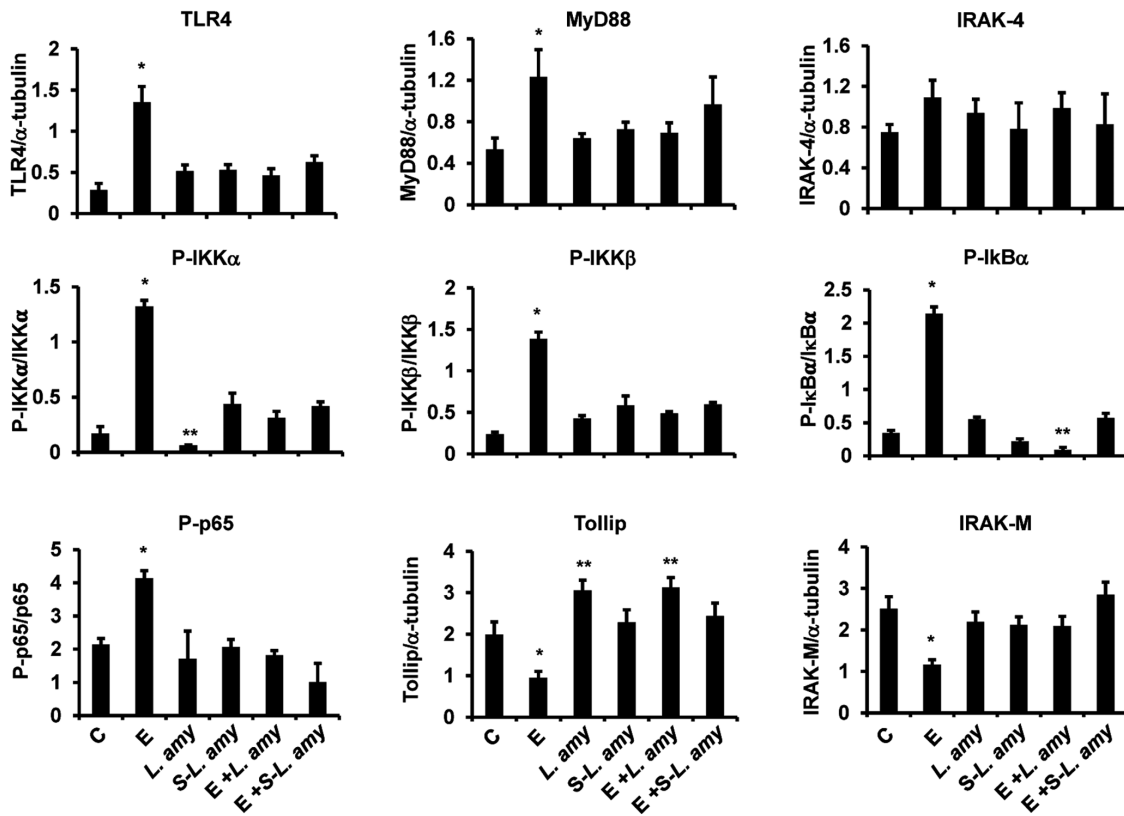 TLR4
TLR4/α-tubulin
2
1.5
1
0.5
0
*
MyD88
MyD88/α-tubulin
1.6
1.2
0.8
0.4
0
*
IRAK-4
IRAK-4/α-tubulin
1.6
1.2
0.8
0.4
0
P-IKKα
P-IKKα/IKKα
1.5
1
0.5
0
*
**
P-IKKβ
P-IKKβ/IKKβ
2
1.5
1
0.5
0
*
P-IkBα
P-IκBα/IκBα
2.5
2
1.5
1
0.5
0
*
**
P-p65
P-p65/p65
5
4
3
2
1
0
*
C
E
L. amy
S-L. amy
E +L. amy
E +S-L. amy
Tollip
Tollip/α-tubulin
4
3
2
1
0
*
**
**
C
E
L. amy
S-L. amy
E +L. amy
E +S-L. amy
IRAK-M
IRAK-M/α-tubulin
4
3
2
1
0
*
C
E
L. amy
S-L. amy
E +L. amy
E +S-L. amy